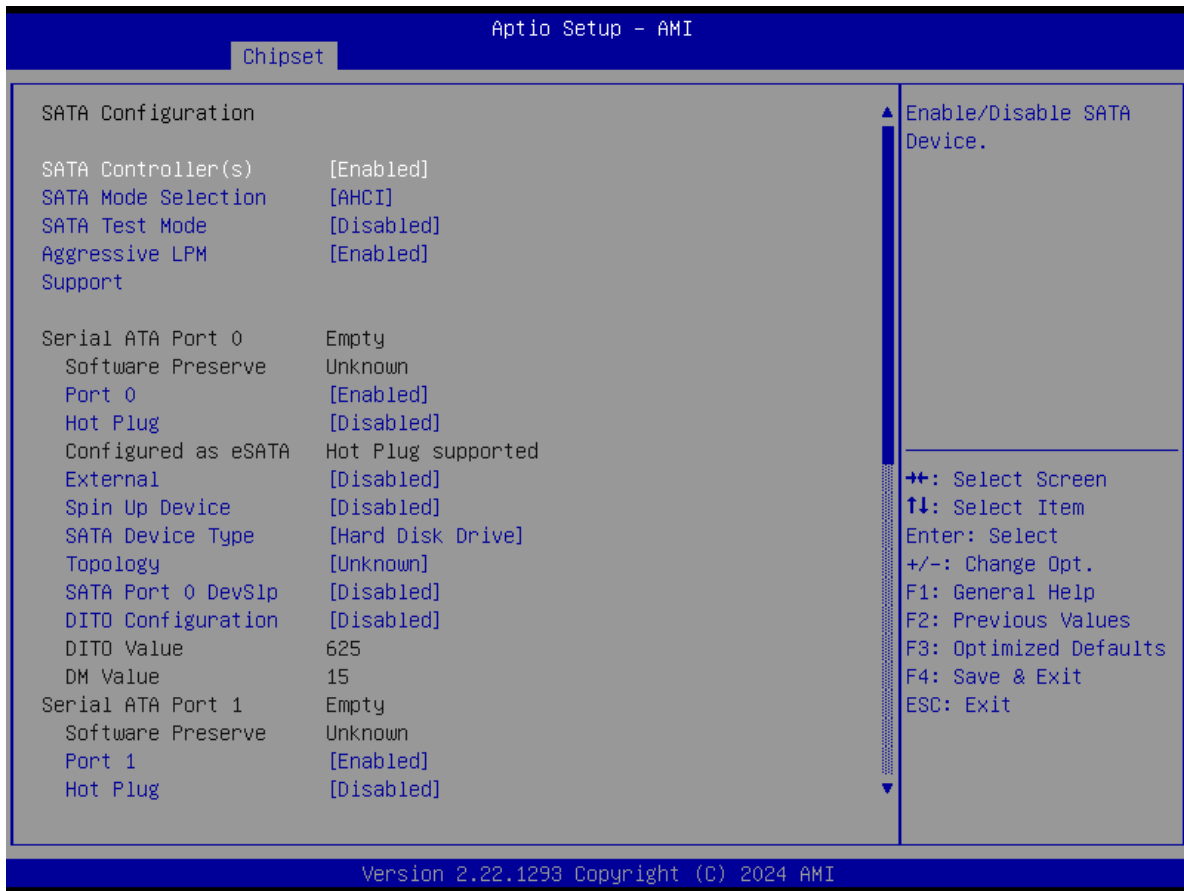 Aptio Setup – AMI
Chipset
SATA Configuration
SATA Controller(s) [Enabled]
SATA Mode Selection [AHCI]
SATA Test Mode [Disabled]
Aggressive LPM [Enabled]
Support
Serial ATA Port 0 Empty
Software Preserve Unknown
Port 0 [Enabled]
Hot Plug [Disabled]
Configured as eSATA Hot Plug supported
External [Disabled]
Spin Up Device [Disabled]
SATA Device Type [Hard Disk Drive]
Topology [Unknown]
SATA Port 0 DevSlp [Disabled]
DITO Configuration [Disabled]
DITO Value 625
DM Value 15
Serial ATA Port 1 Empty
Software Preserve Unknown
Port 1 [Enabled]
Hot Plug [Disabled]
Enable/Disable SATA
Device.
→←: Select Screen
↑↓: Select Item
Enter: Select
+/-: Change Opt.
F1: General Help
F2: Previous Values
F3: Optimized Defaults
F4: Save & Exit
ESC: Exit
Version 2.22.1293 Copyright (C) 2024 AMI